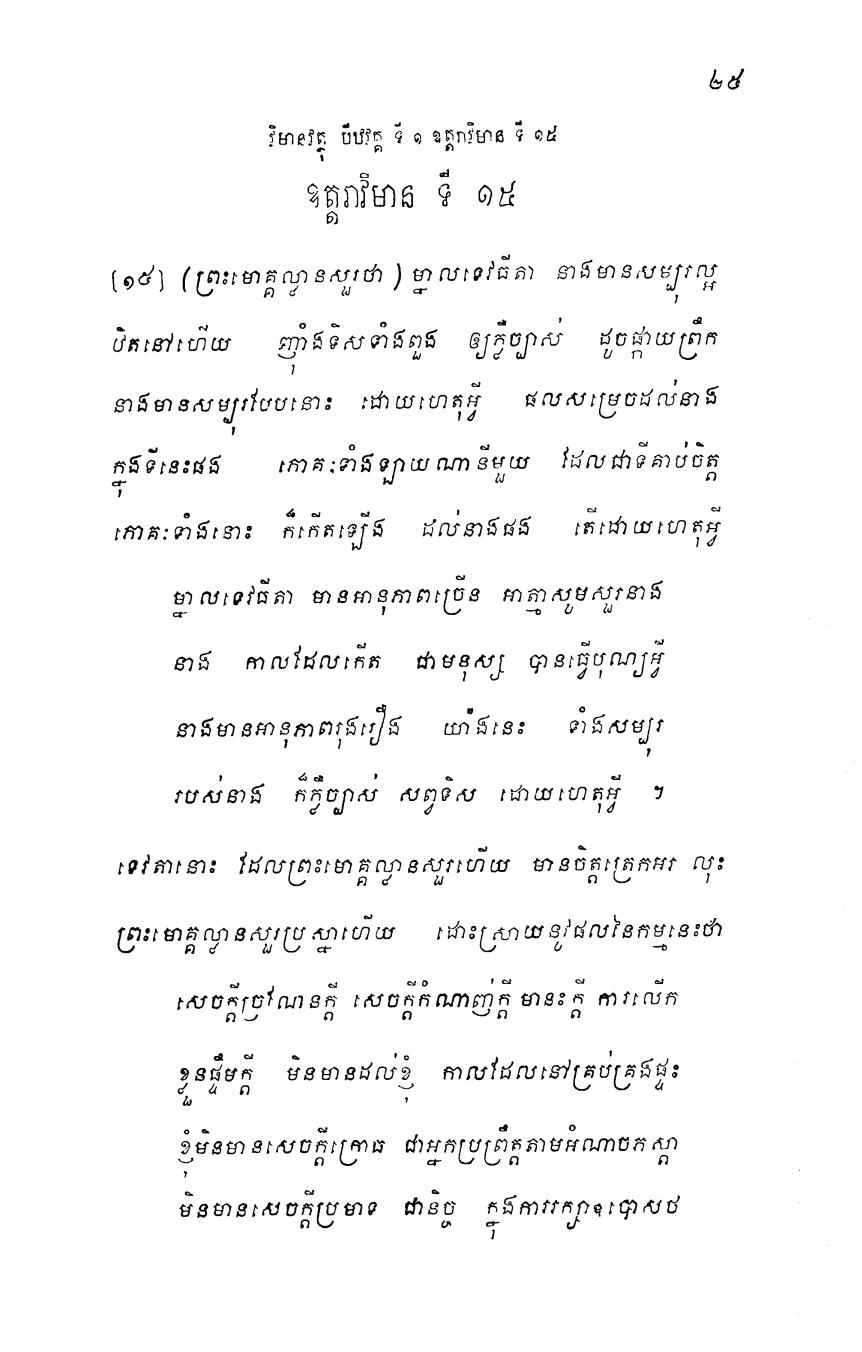 ២៥
វិមានវត្ថុ បីឋវគ្គ ទី ១ ឧត្តរាវិមាន ទី ១៥
ឧត្តរាវិមាន ទី ១៥
[១៥] (ព្រះមោគ្គល្លានសួរថា) ម្នាលទេវធីតា នាងមានសម្បុរល្អ
ឋិតនៅហើយ ញុំាងទិសទាំងពួង ឲ្យភ្លឺច្បាស់ ដូចផ្កាយព្រឹក
នាងមានសម្បុរបែបនោះ ដោយហេតុអ្វី ផលសម្រេចដល់នាង
ក្នុងទីនេះផង ភោគៈទាំងឡាយណានីមួយ ដែលជាទីគាប់ចិត្ត
ភោគៈទាំងនោះ ក៏កើតឡើង ដល់នាងផង តើដោយហេតុអ្វី
ម្នាលទេវធីតា មានអានុភាពច្រើន អាត្មាសូមសួរនាង
នាង កាលដែលកើត ជាមនុស្ស បានធ្វើបុណ្យអ្វី
នាងមានអានុភាពរុងរឿង យ៉ាងនេះ ទាំងសម្បុរ
របស់នាង ក៏ភ្លឺច្បាស់ សព្វទិស ដោយហេតុអ្វី ។
ទេវតានោះ ដែលព្រះមោគ្គល្លានសួរហើយ មានចិត្តត្រេកអរ លុះ
ព្រះមោគ្គល្លានសួរប្រស្នាហើយ ដោះស្រាយនូវផលនៃកម្មនេះថា
សេចក្តីច្រណែនក្តី សេចក្តីកំណាញ់ក្តី មានះក្តី ការលើក
ខ្លួនផ្ទឹមក្តី មិនមានដល់ខ្ញុំ កាលដែលនៅគ្រប់គ្រងផ្ទះ
ខ្ញុំមិនមានសេចក្តីក្រោធ ជាអ្នកប្រព្រឹត្តតាមអំណាចភស្តា
មិនមានសេចក្តីប្រមាទ ជានិច្ច ក្នុងការរក្សាឧបោសថ